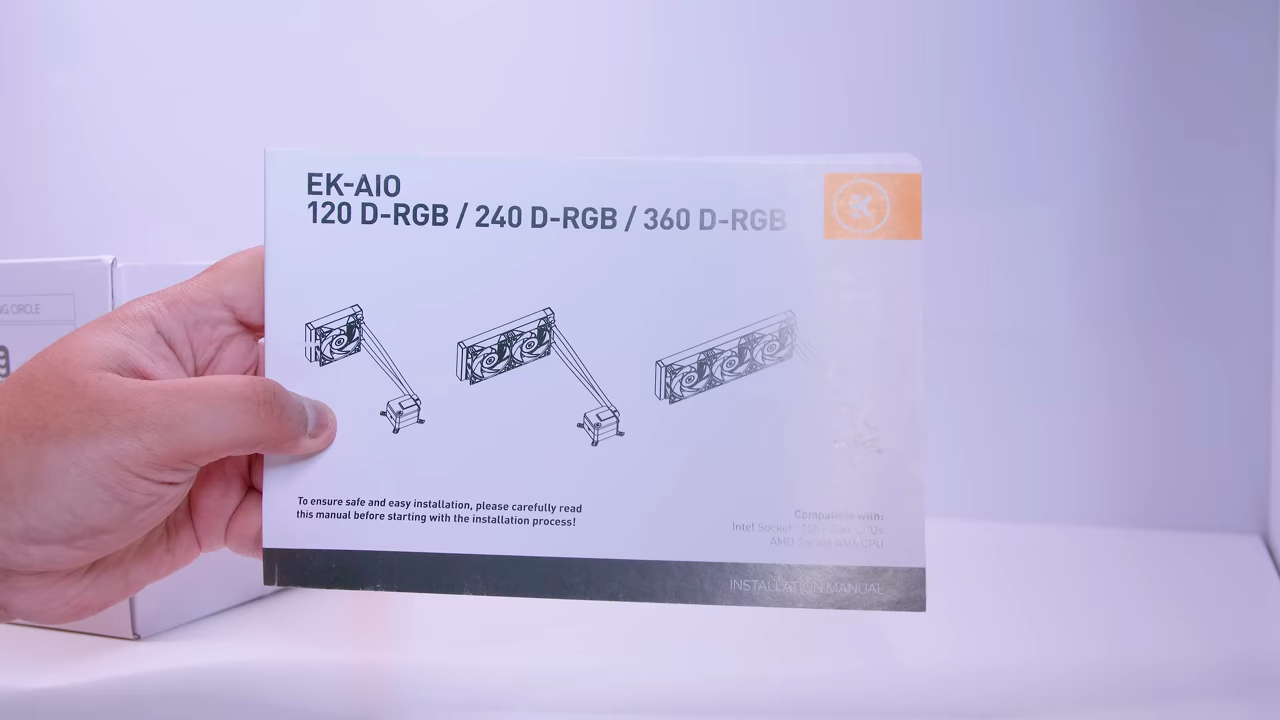 EK-AIO
120 D-RGB / 240 D-RGB / 360 D-RGB
To ensure safe and easy installation, please carefully read
this manual before starting with the installation process!
Compatible with:
Intel Socket
AMD Socket CPU
INSTALLATION MANUAL
CIRCLE